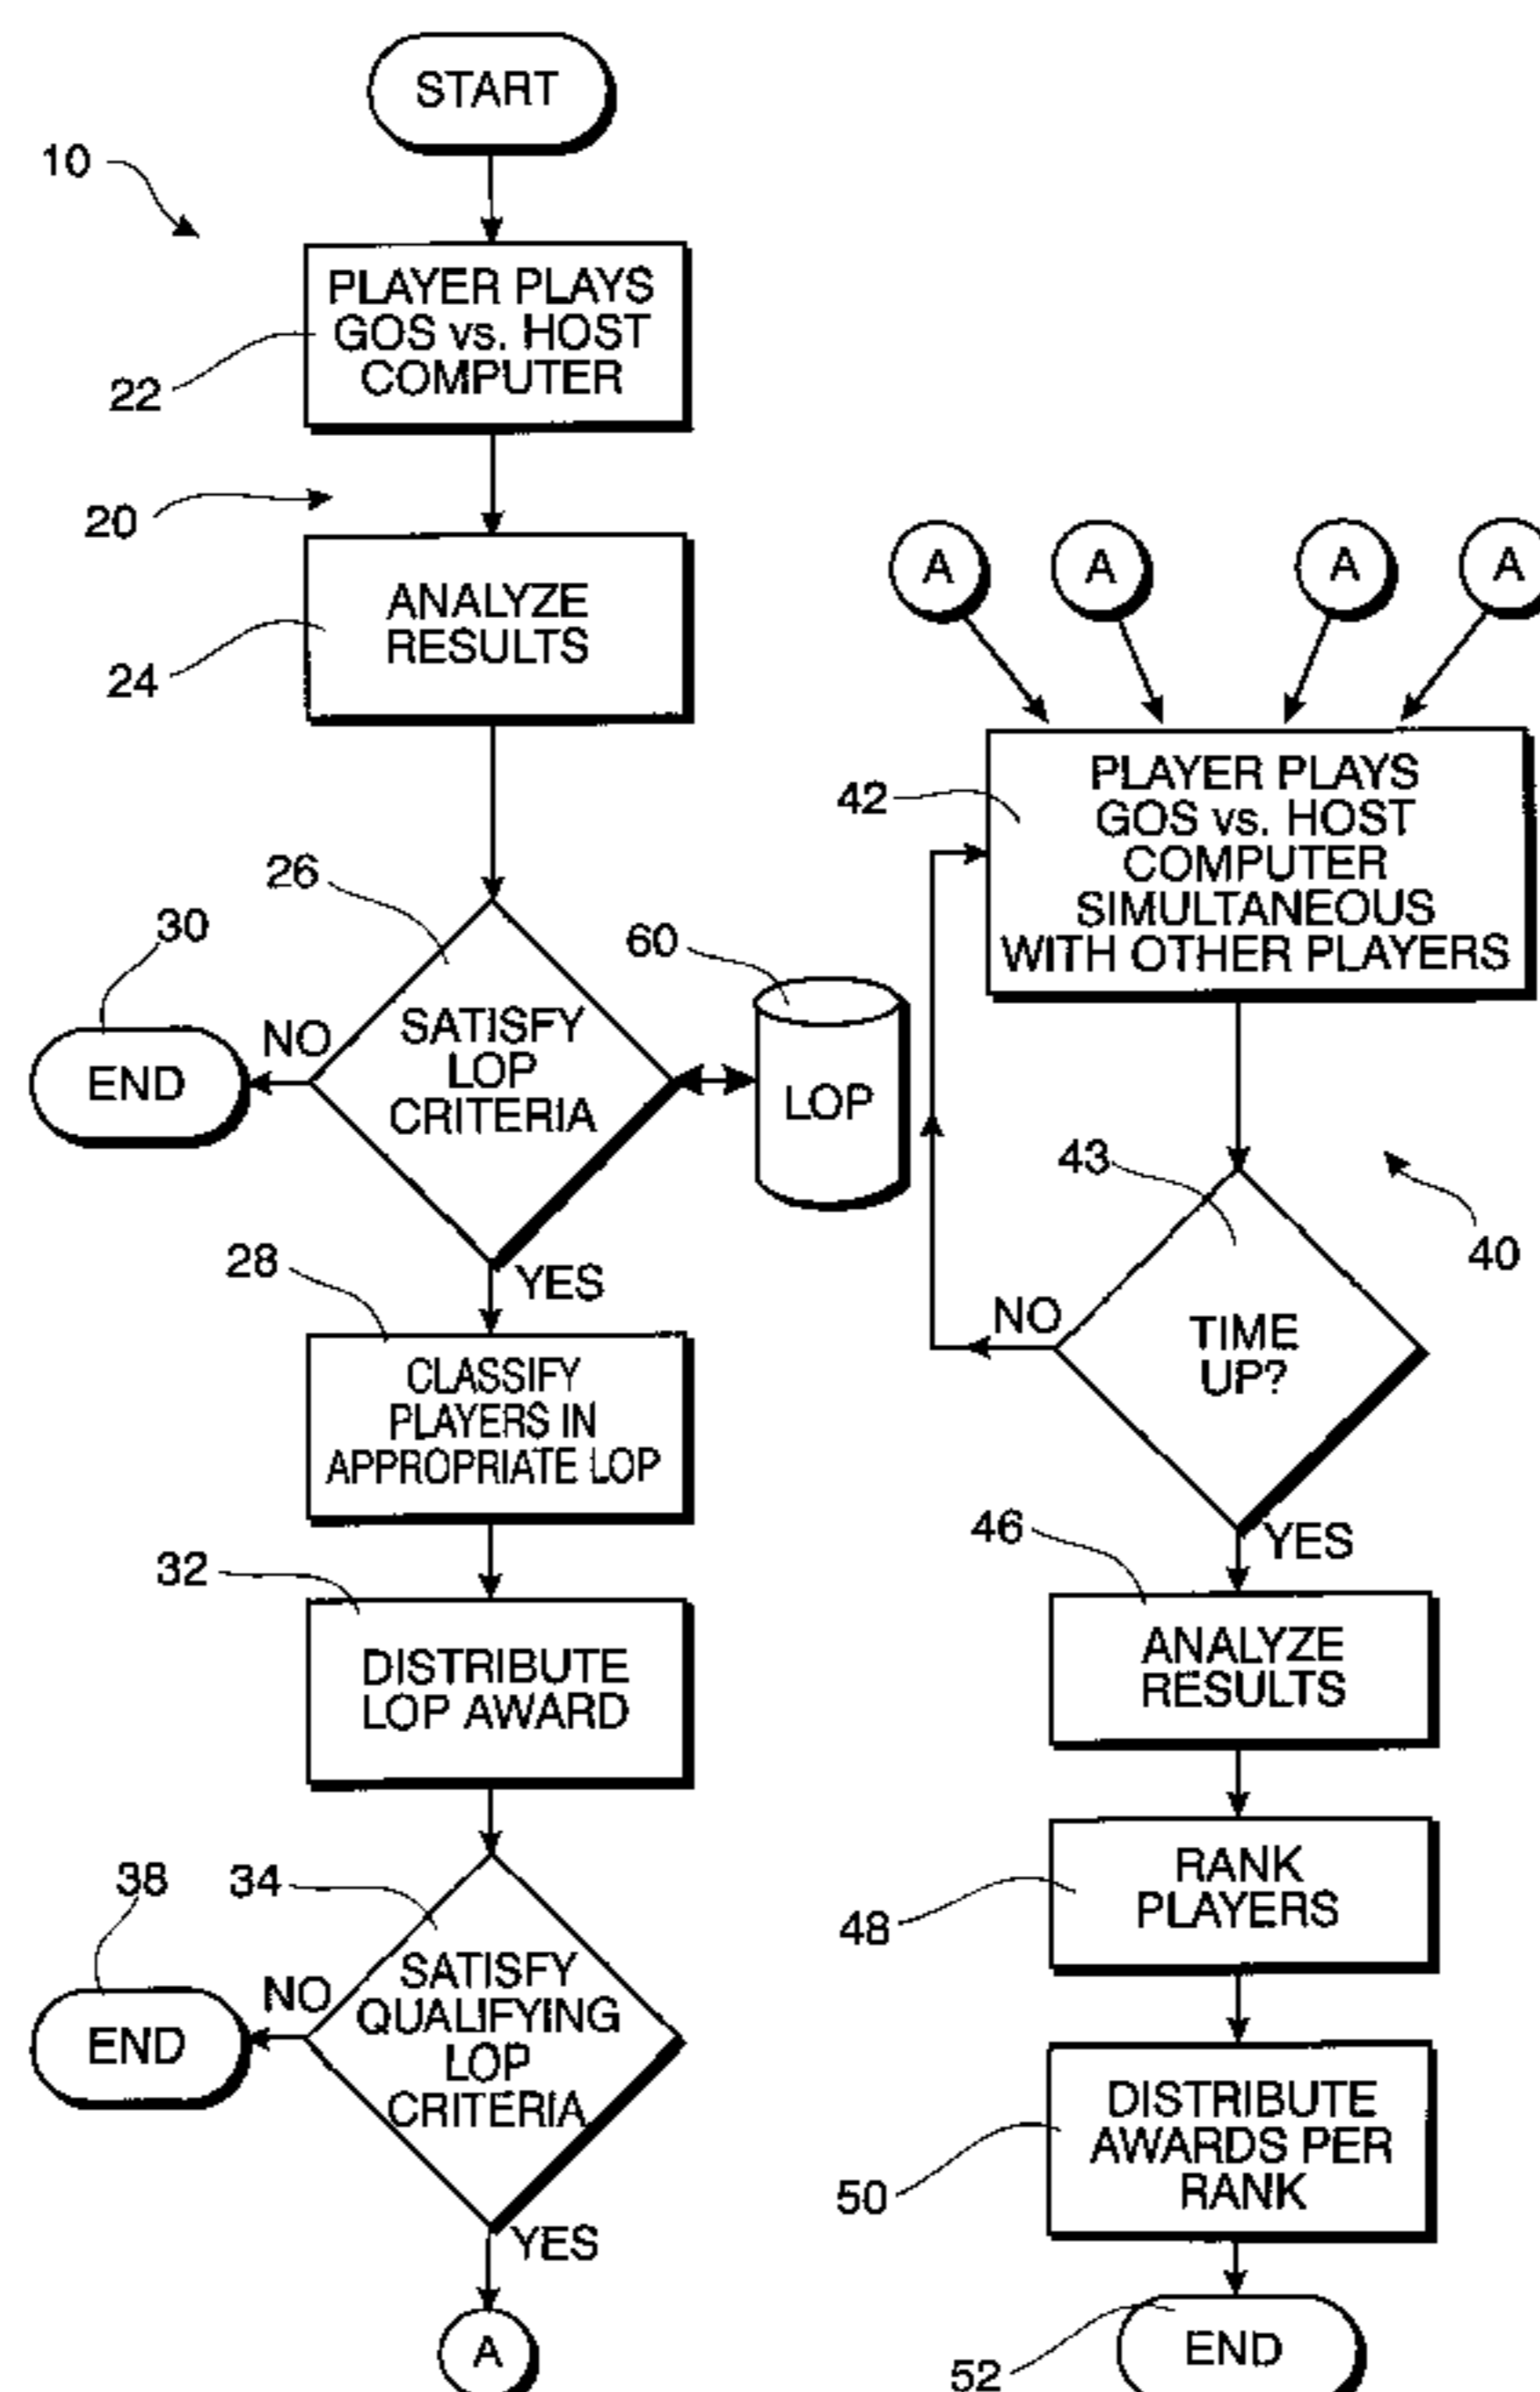 START
10
PLAYER PLAYS
GOS vs. HOST
COMPUTER
22
20
ANALYZE
RESULTS
24
26
30
NO
END
SATISFY
LOP
CRITERIA
60
LOP
YES
28
CLASSIFY
PLAYERS IN
APPROPRIATE LOP
32
DISTRIBUTE
LOP AWARD
38
34
NO
END
SATISFY
QUALIFYING
LOP
CRITERIA
YES
A
A
A
A
A
42
PLAYER PLAYS
GOS vs. HOST
COMPUTER
SIMULTANEOUS
WITH OTHER PLAYERS
43
40
NO
TIME
UP?
YES
46
ANALYZE
RESULTS
RANK
PLAYERS
48
DISTRIBUTE
AWARDS PER
RANK
50
END
52